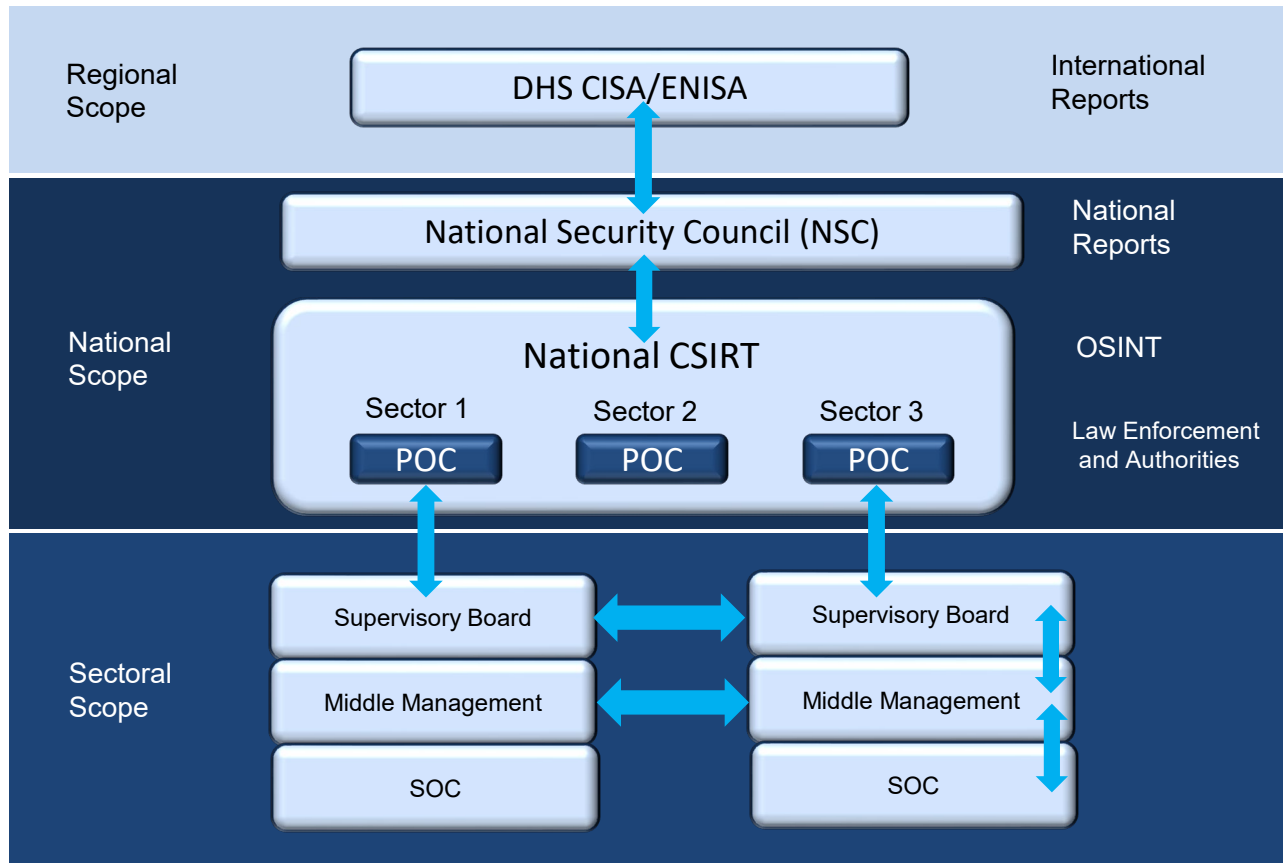 Regional
Scope
DHS CISA/ENISA
International
Reports
National Security Council (NSC)
National
Reports
National
Scope
National CSIRT
OSINT
Sector 1
Sector 2
Sector 3
POC
POC
POC
Law Enforcement
and Authorities
Sectoral
Scope
Supervisory Board
Supervisory Board
Middle Management
Middle Management
SOC
SOC